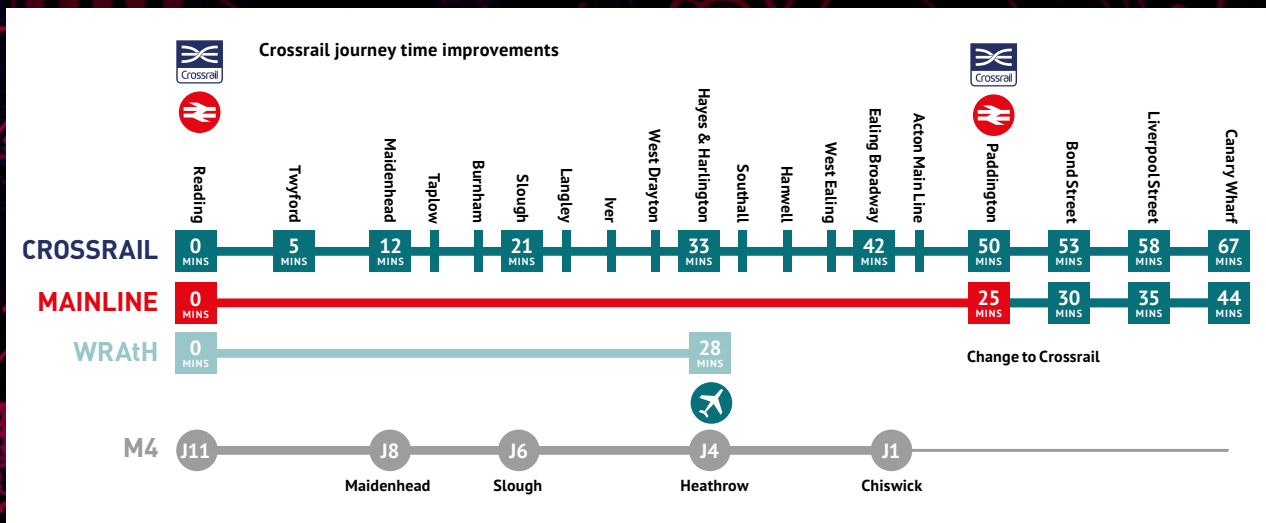 Crossrail journey time improvements
Crossrail
Crossrail
Reading
Twyford
Maidenhead
Taplow
Burnham
Slough
Langley
Iver
West Drayton
Hayes & Harlington
Southall
Hanwell
West Ealing
Ealing Broadway
Acton Main Line
Paddington
Bond Street
Liverpool Street
Canary Wharf
CROSSRAIL 0 MINS 5 MINS 12 MINS 21 MINS 33 MINS 42 MINS 50 MINS 53 MINS 58 MINS 67 MINS
MAINLINE 0 MINS 25 MINS 30 MINS 35 MINS 44 MINS
WRAtH 0 MINS 28 MINS
Change to Crossrail
M4 J11 J8 J6 J4 J1
Maidenhead Slough Heathrow Chiswick